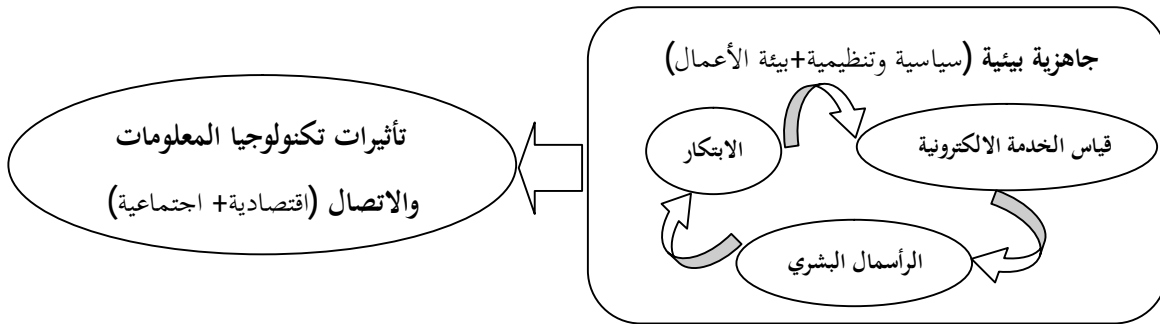 جاهزية بيئية (سياسية وتنظيمية+بيئة الأعمال)
قياس الخدمة الالكترونية
الابتكار
الرأسمال البشري
تأثيرات تكنولوجيا المعلومات
والاتصال (اقتصادية+ اجتماعية)